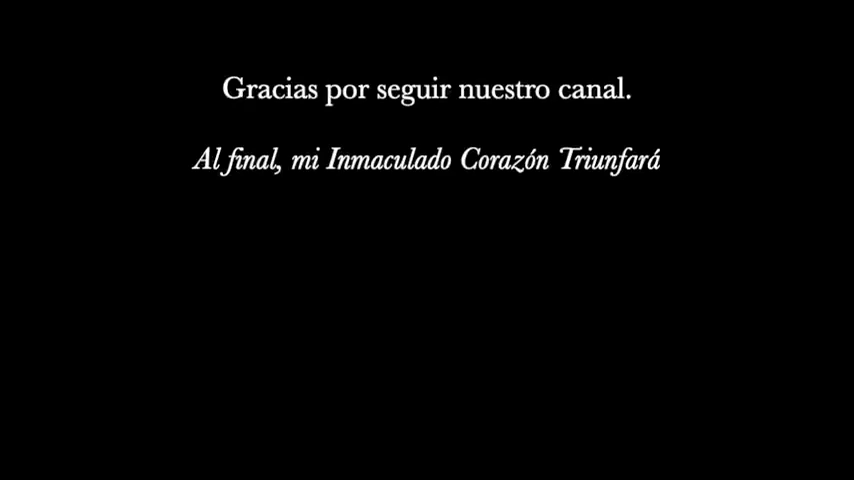 Gracias por seguir nuestro canal.
Al final, mi Inmaculado Corazón Triunfará